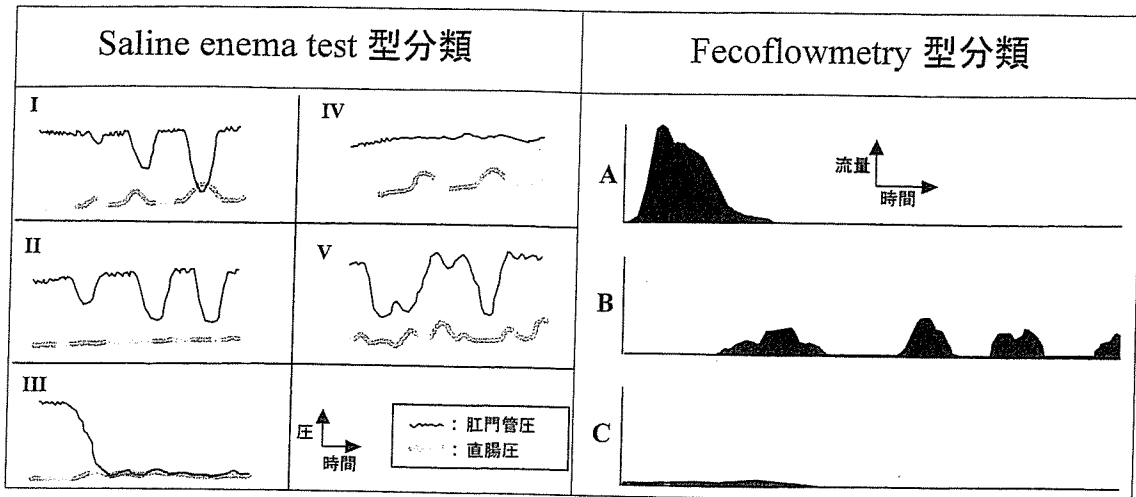 Saline enema test 型分類
I
II
III
IV
V
圧
時間
：肛門管圧
：直腸圧
Fecoflowmetry 型分類
A
流量
時間
B
C